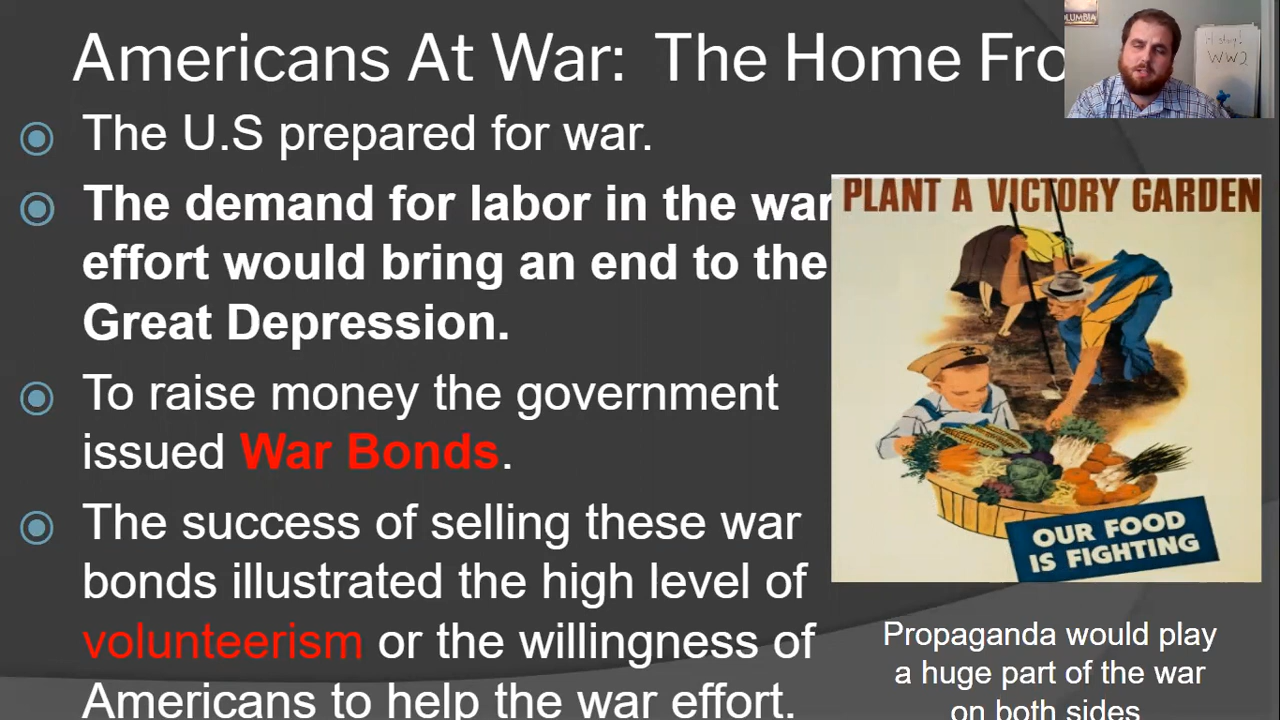 Americans At War: The Home Fro
The U.S prepared for war.
The demand for labor in the war
effort would bring an end to the
Great Depression.
To raise money the government
issued War Bonds.
The success of selling these war
bonds illustrated the high level of
volunteerism or the willingness of
Americans to help the war effort.
PLANT A VICTORY GARDEN
OUR FOOD
IS FIGHTING
Propaganda would play
a huge part of the war
on both sides
LUMBIA
History!
WW2